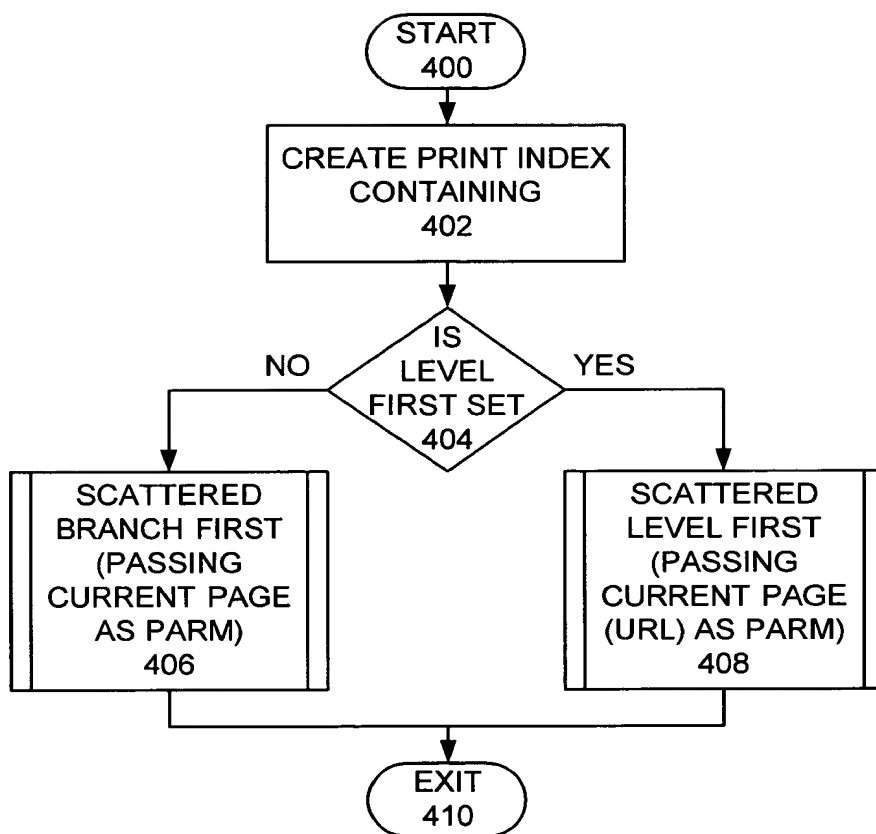 START
400
CREATE PRINT INDEX
CONTAINING
402
IS
LEVEL
FIRST SET
404
NO
YES
SCATTERED
BRANCH FIRST
(PASSING
CURRENT PAGE
AS PARM)
406
SCATTERED
LEVEL FIRST
(PASSING
CURRENT PAGE
(URL) AS PARM)
408
EXIT
410